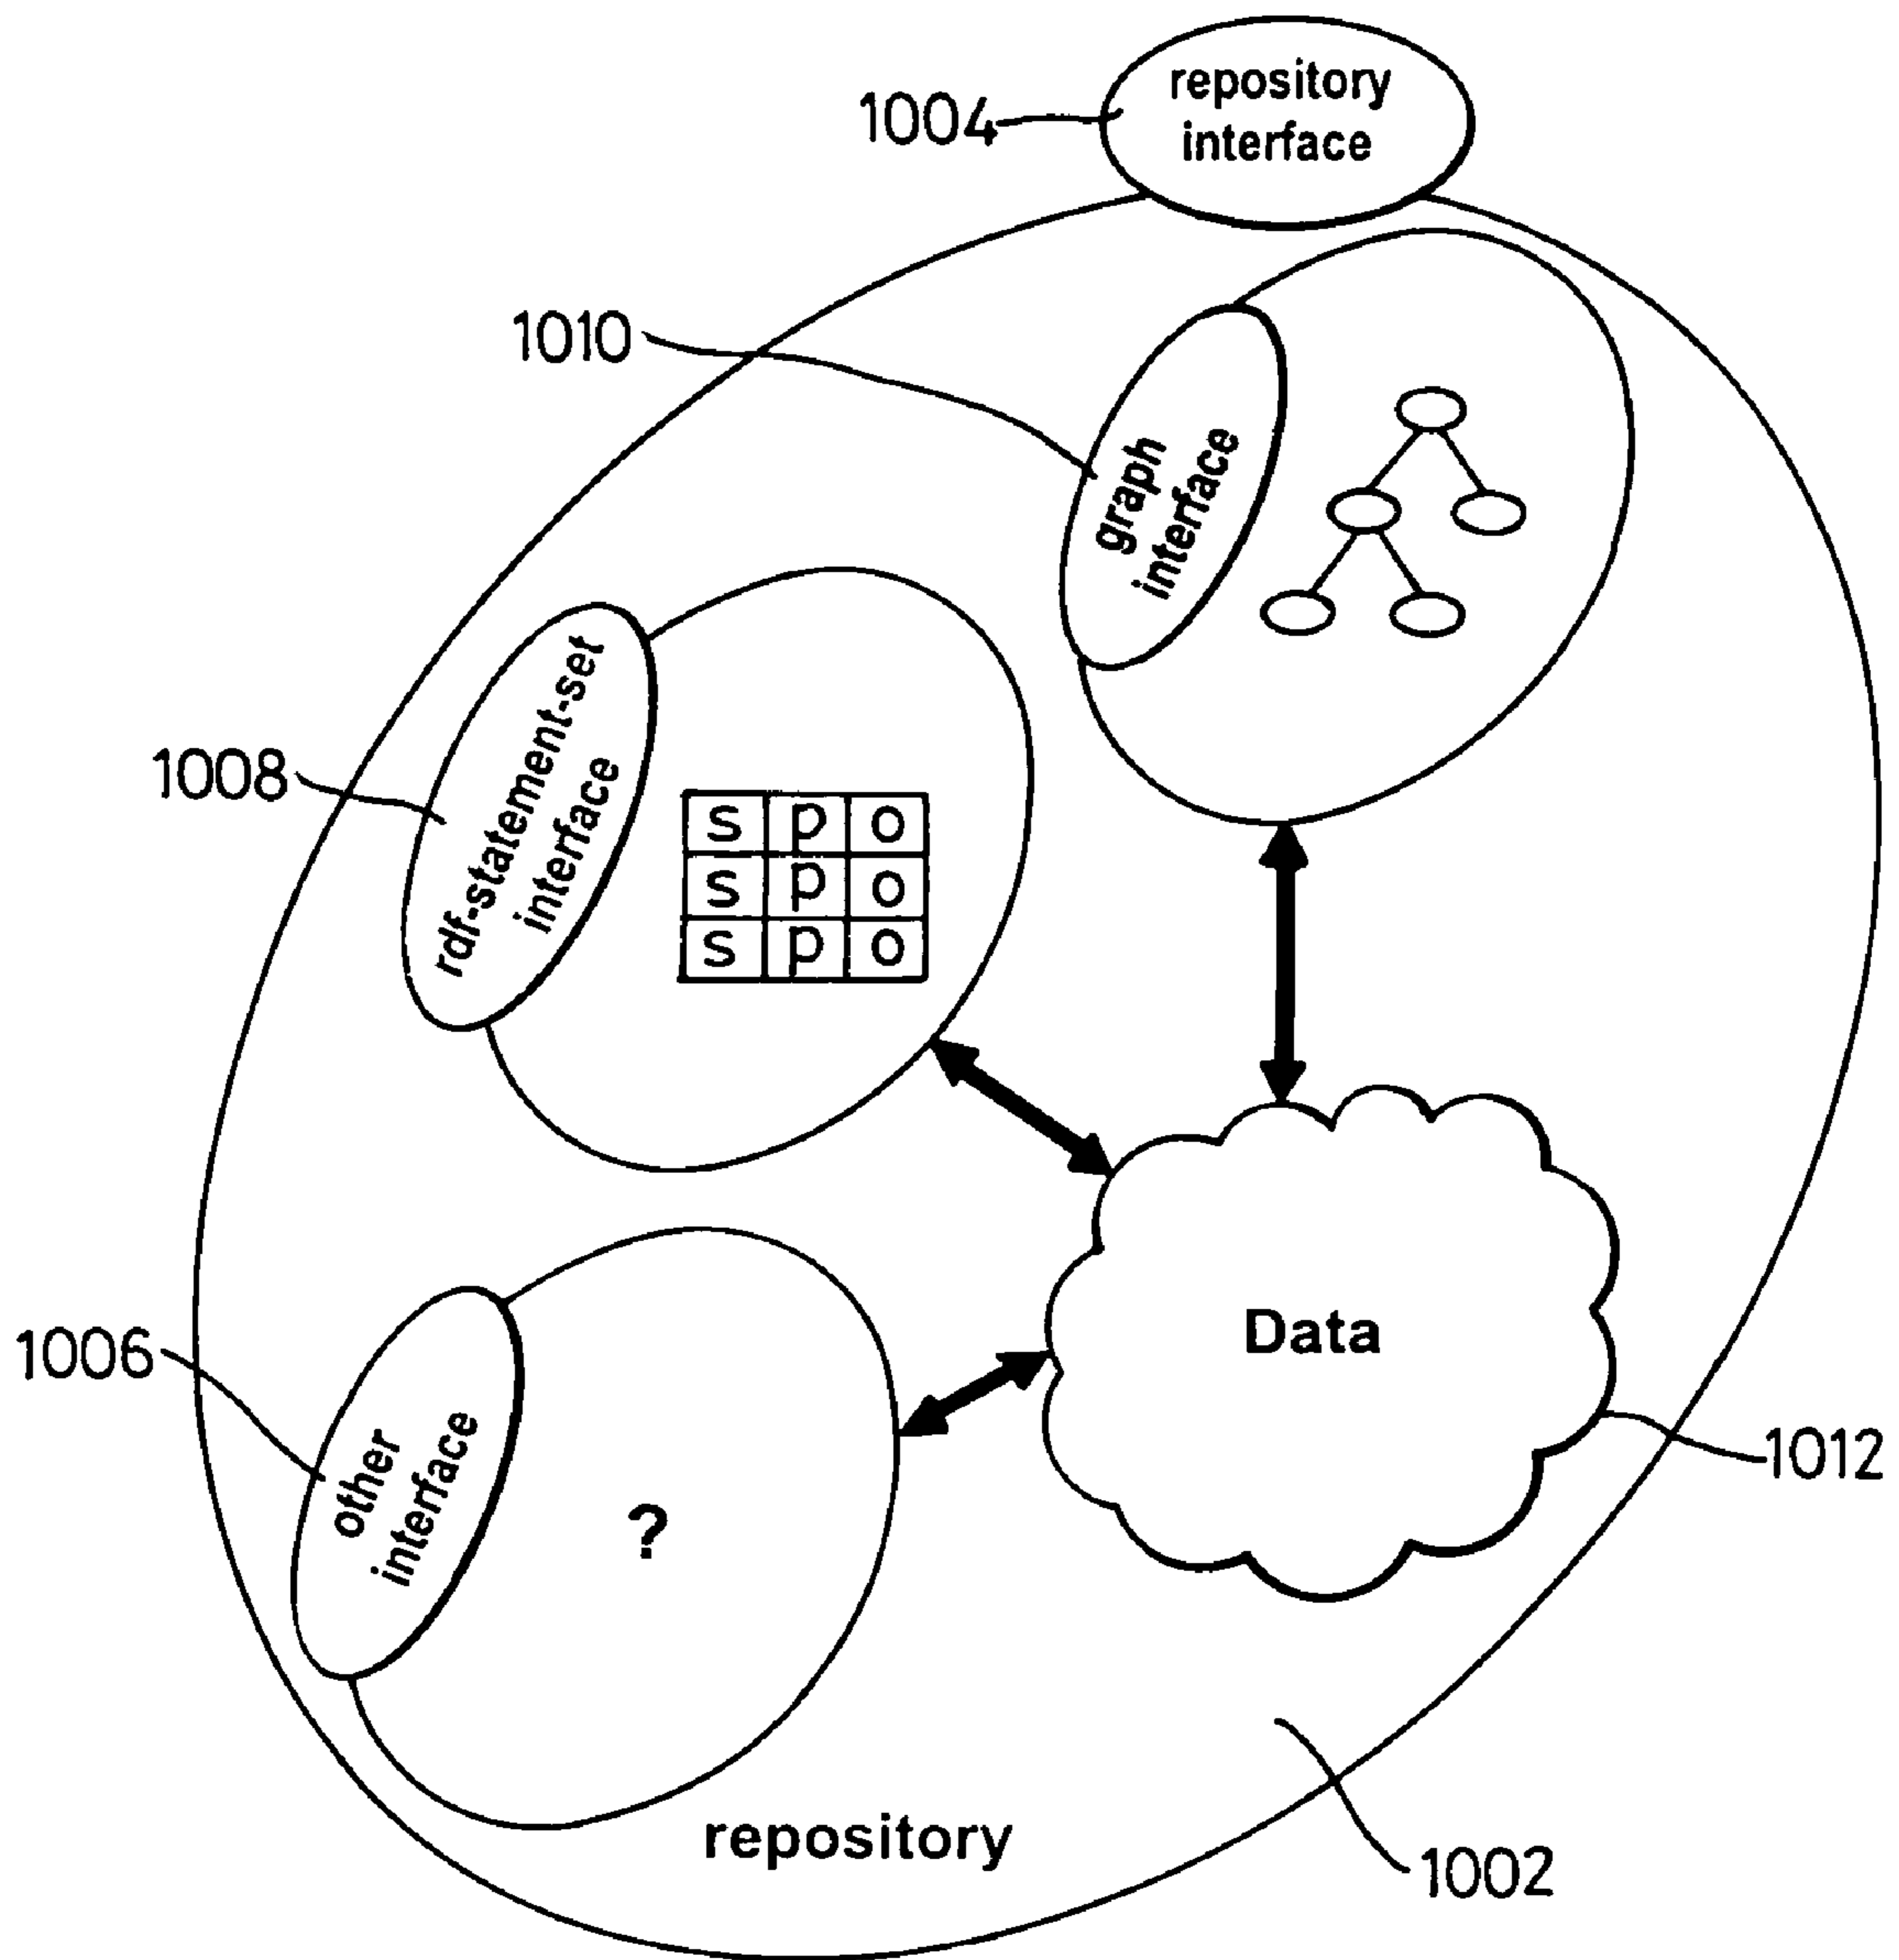 repository
interface
1004
1010
graph
interface
1008
rdf-statement-set
interface
s p o
s p o
s p o
Data
1006
other
interface
?
1012
repository
1002